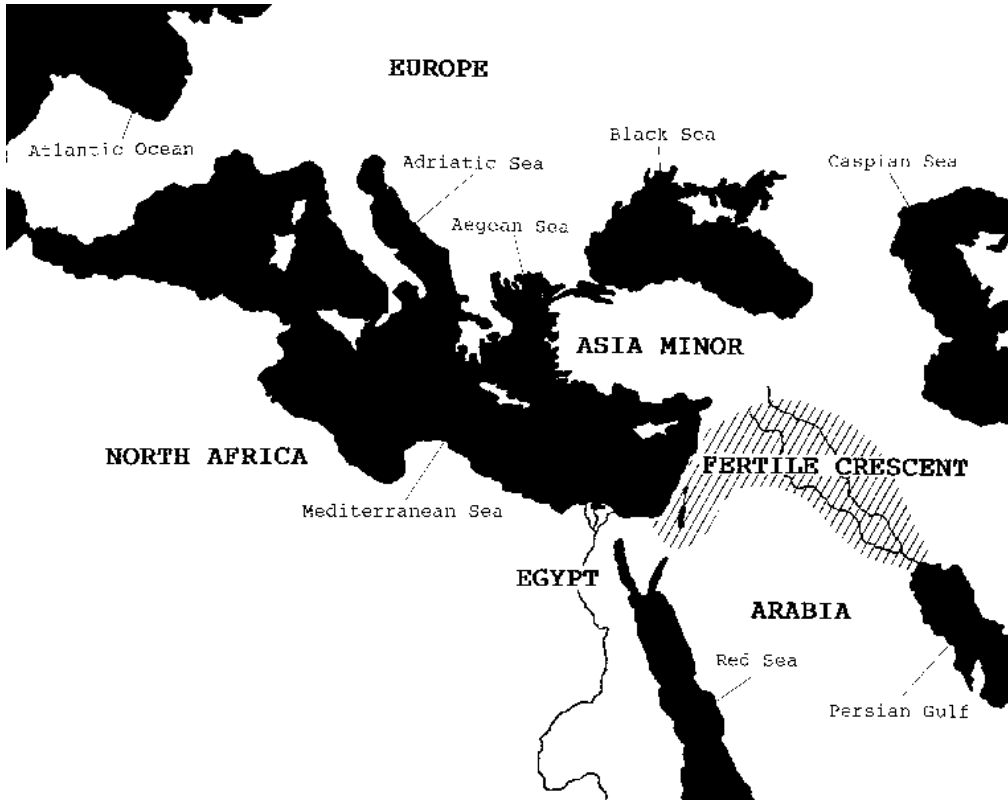 EUROPE
Black Sea
Atlantic Ocean
Adriatic Sea
Caspian Sea
Aegean Sea
ASIA MINOR
NORTH AFRICA
FERTILE CRESCENT
Mediterranean Sea
EGYPT
ARABIA
Red Sea
Persian Gulf